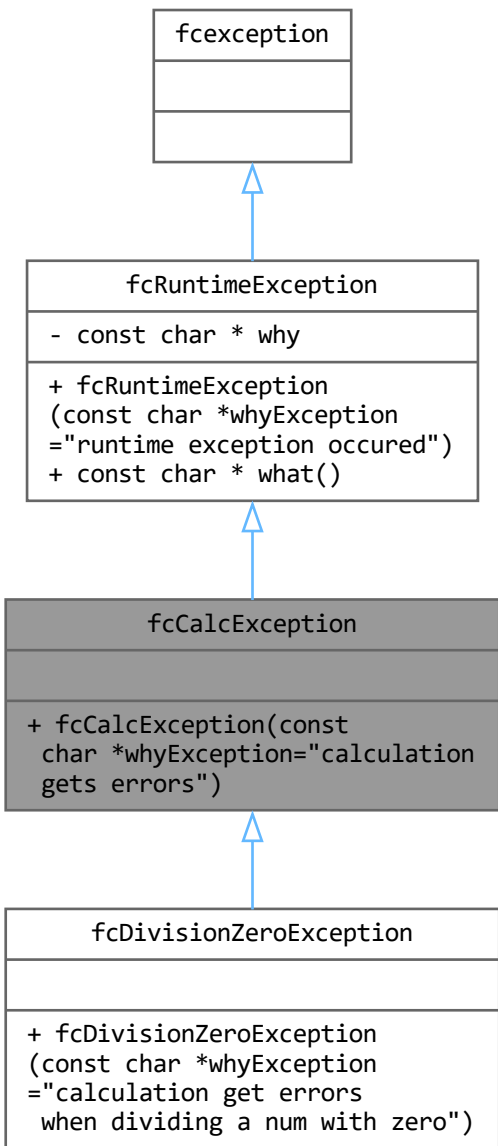 fcexception
fcRuntimeException
- const char * why
+ fcRuntimeException
(const char *whyException
="runtime exception occured")
+ const char * what()
fcCalcException
+ fcCalcException(const
char *whyException="calculation
gets errors")
fcDivisionZeroException
+ fcDivisionZeroException
(const char *whyException
="calculation get errors
when dividing a num with zero")